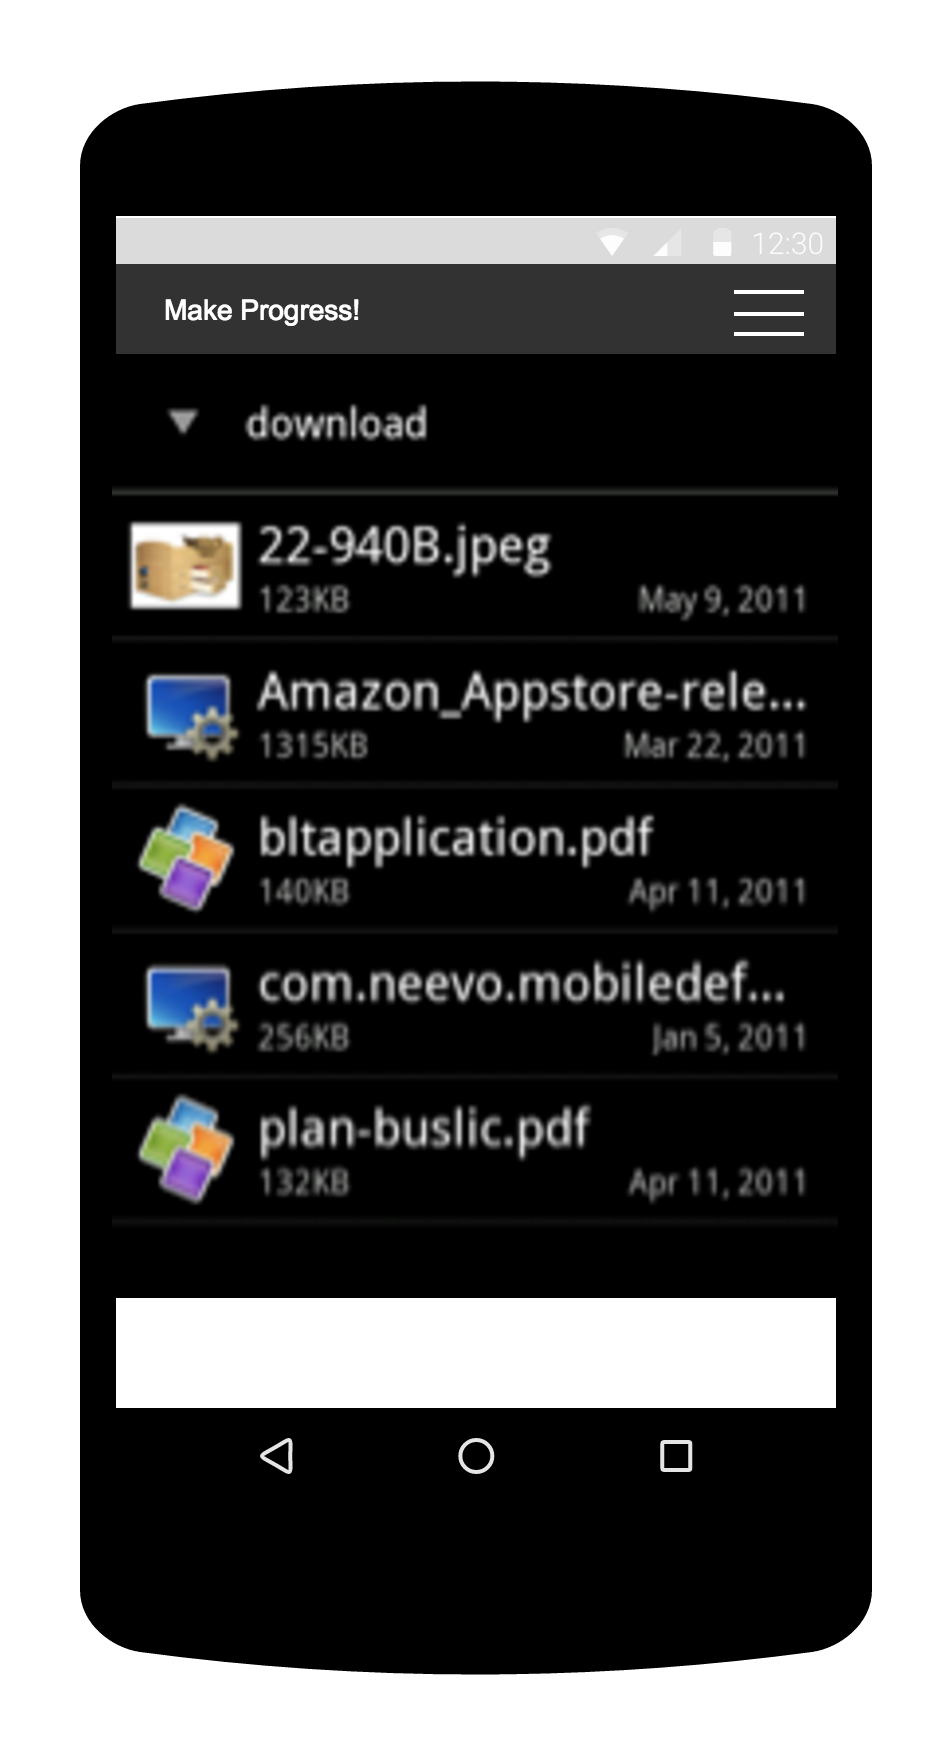 12:30
Make Progress!
download
22-940B.jpeg
123KB May 9, 2011
Amazon_Appstore-rele...
1315KB Mar 22, 2011
bltapplication.pdf
140KB Apr 11, 2011
com.neevo.mobiledef...
256KB Jan 5, 2011
plan-buslic.pdf
132KB Apr 11, 2011